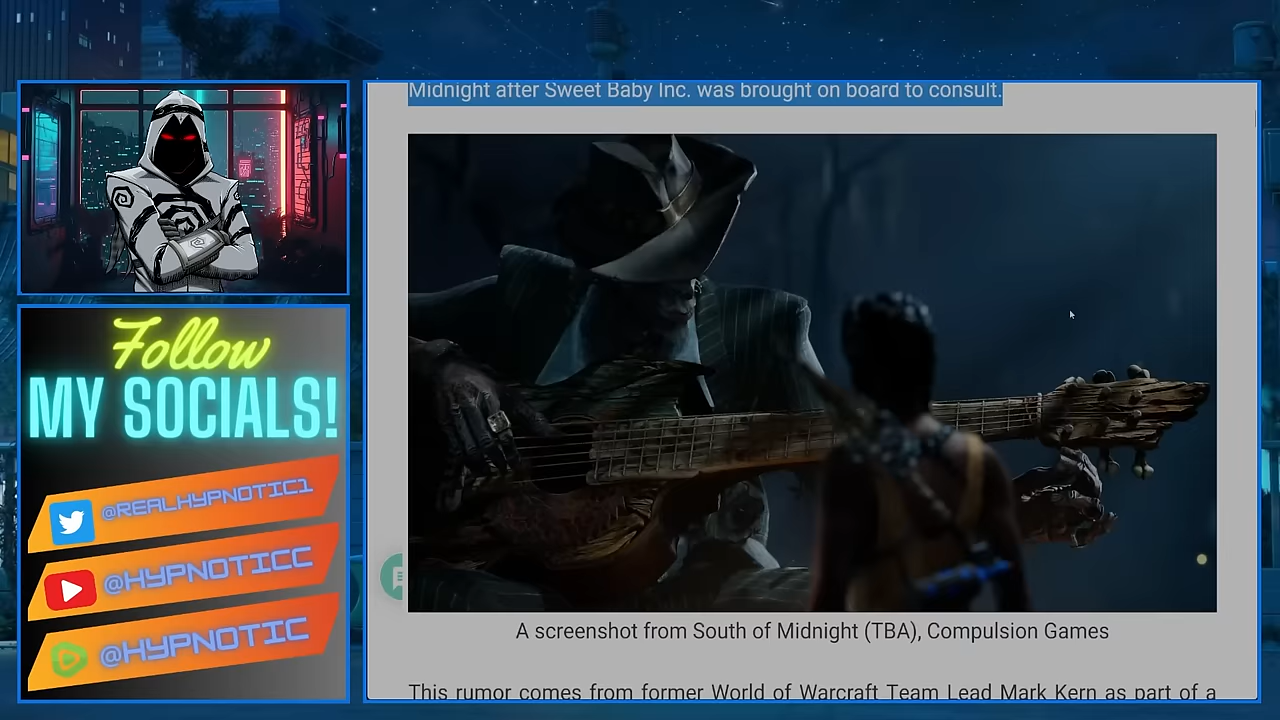 Midnight after Sweet Baby Inc. was brought on board to consult.
Follow
MY SOCIALS!
@REALHYPNOTIC1
@HYPNOTICC
@HYPNOTIC
A screenshot from South of Midnight (TBA), Compulsion Games
This rumor comes from former World of Warcraft Team Lead Mark Kern as part of a